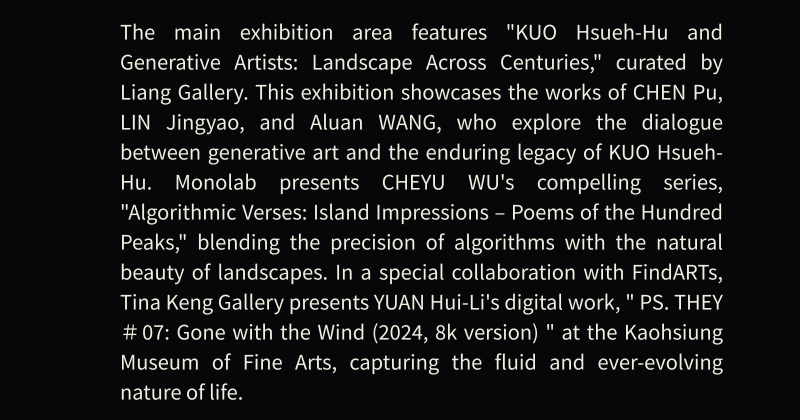 The main exhibition area features "KUO Hsueh-Hu and
Generative Artists: Landscape Across Centuries," curated by
Liang Gallery. This exhibition showcases the works of CHEN Pu,
LIN Jingyao, and Aluan WANG, who explore the dialogue
between generative art and the enduring legacy of KUO Hsueh-
Hu. Monolab presents CHEYU WU's compelling series,
"Algorithmic Verses: Island Impressions – Poems of the Hundred
Peaks," blending the precision of algorithms with the natural
beauty of landscapes. In a special collaboration with FindARTs,
Tina Keng Gallery presents YUAN Hui-Li's digital work, " PS. THEY
＃07: Gone with the Wind (2024, 8k version) " at the Kaohsiung
Museum of Fine Arts, capturing the fluid and ever-evolving
nature of life.